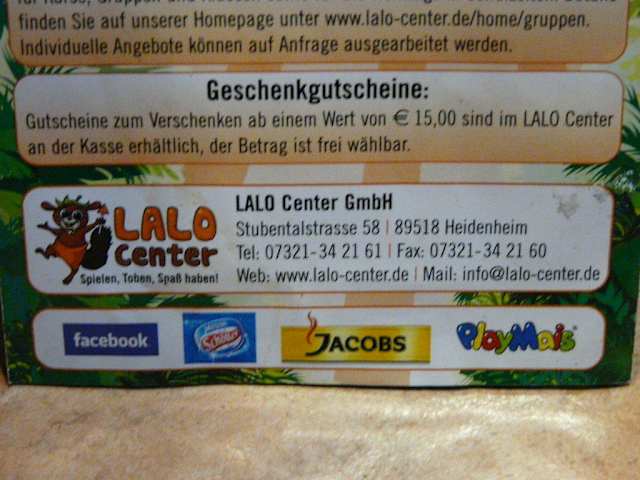 finden Sie auf unserer Homepage unter www.lalo-center.de/home/gruppen.
Individuelle Angebote können auf Anfrage ausgearbeitet werden.
Geschenkgutscheine:
Gutscheine zum Verschenken ab einem Wert von € 15,00 sind im LALO Center
an der Kasse erhältlich, der Betrag ist frei wählbar.
LALO
Center
Spielen, Toben, Spaß haben!
LALO Center GmbH
Stubentalstrasse 58 | 89518 Heidenheim
Tel: 07321-34 21 61 | Fax: 07321-34 21 60
Web: www.lalo-center.de | Mail: info@lalo-center.de
facebook
Schöller
JACOBS
PlayMais